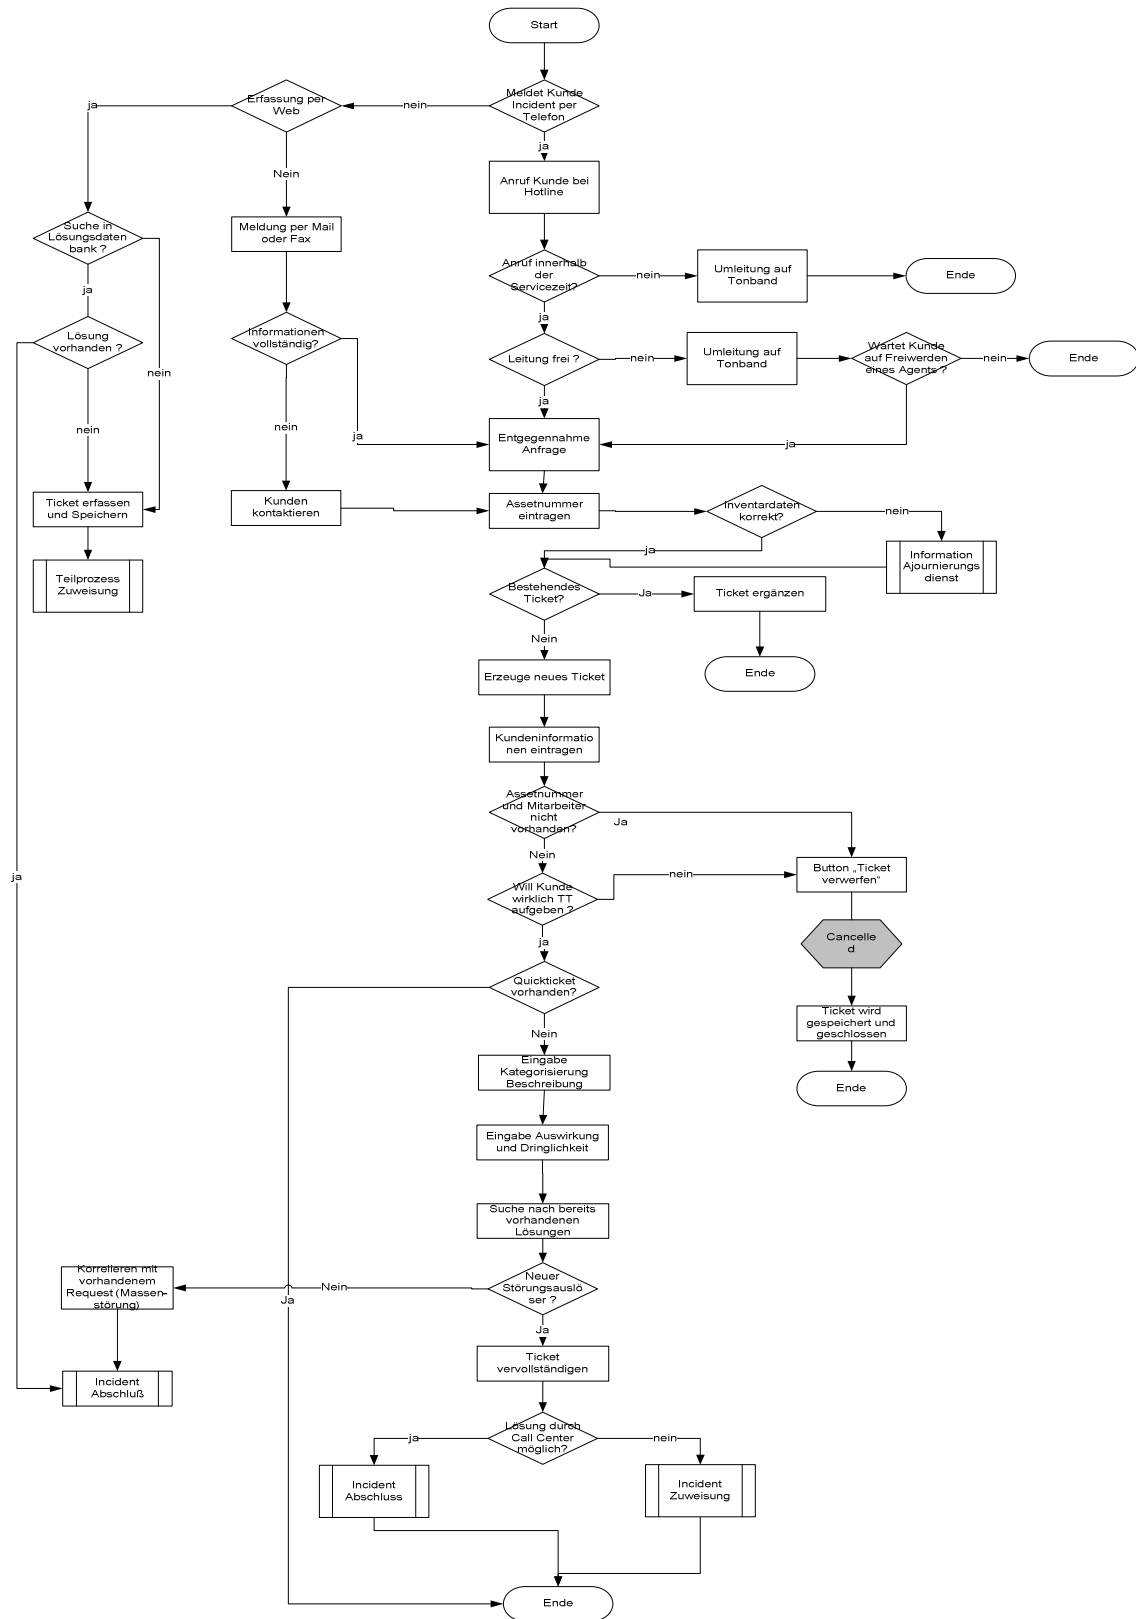 Start
Meldet Kunde
Incident per
Telefon
nein
Erfassung per
Web
ja
ja
Nein
Anruf Kunde bei
Hotline
Suche in
Lösungsdaten
bank ?
nein
ja
Meldung per Mail
oder Fax
Anruf innerhalb
der
Servicezeit?
nein
Umleitung auf
Tonband
Ende
ja
Lösung
vorhanden ?
ja
nein
Informationen
vollständig?
ja
nein
Leitung frei ?
nein
Umleitung auf
Tonband
Wartet Kunde
auf Freiwerden
eines Agents ?
nein
Ende
ja
ja
Entgegennahme
Anfrage
Ticket erfassen
und Speichern
Kunden
kontaktieren
Assetnummer
eintragen
Inventardaten
korrekt?
nein
ja
Information
Ajournierungs
dienst
Teilprozess
Zuweisung
Bestehendes
Ticket?
Ja
Ticket ergänzen
Ende
Nein
Erzeuge neues Ticket
Kundeninformatio
nen eintragen
Assetnummer
und Mitarbeiter
nicht
vorhanden?
Ja
Nein
Button „Ticket
verwerfen“
Will Kunde
wirklich TT
aufgeben ?
nein
ja
Cancelle
d
Quickticket
vorhanden?
Ja
Nein
Ticket wird
gespeichert und
geschlossen
Ende
Eingabe
Kategorisierung
Beschreibung
Eingabe Auswirkung
und Dringlichkeit
Suche nach bereits
vorhandenen
Lösungen
Neuer
Störungsauslö
ser ?
Nein
Ja
Korrelieren mit
vorhandenem
Request (Massen-
störung)
Ticket
vervollständigen
Incident
Abschluß
Lösung durch
Call Center
möglich?
ja
nein
Incident
Abschluss
Incident
Zuweisung
Ende